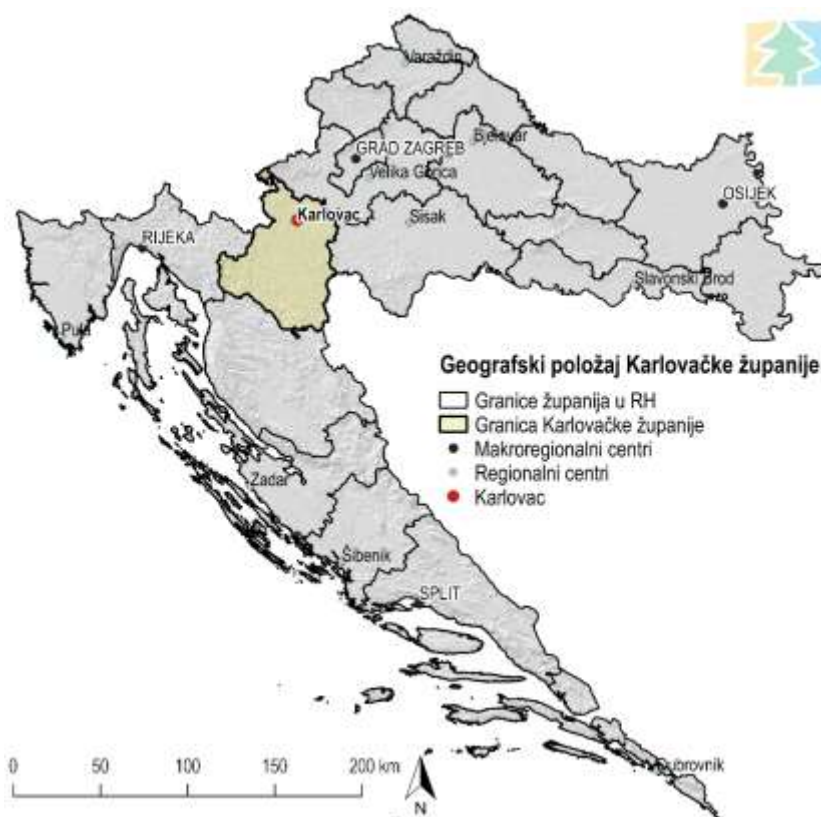 Varaždin
Bjelovar
GRAD ZAGREB
Velika Gorica
OSIJEK
Karlovac
Sisak
RIJEKA
Slavonski Brod
Pula
Geografski položaj Karlovačke županije
Granice županija u RH
Granica Karlovačke županije
Makroregionalni centri
Regionalni centri
Karlovac
Zadar
Šibenik
SPLIT
Dubrovnik
0 50 100 150 200 km
N